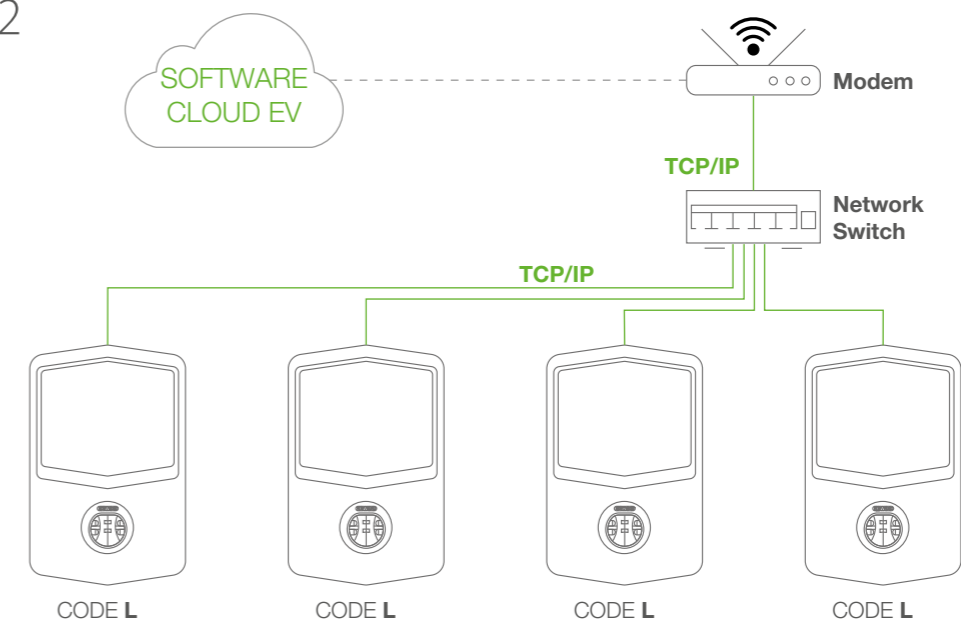 2
SOFTWARE
CLOUD EV
Modem
TCP/IP
Network
Switch
TCP/IP
CODE L
CODE L
CODE L
CODE L